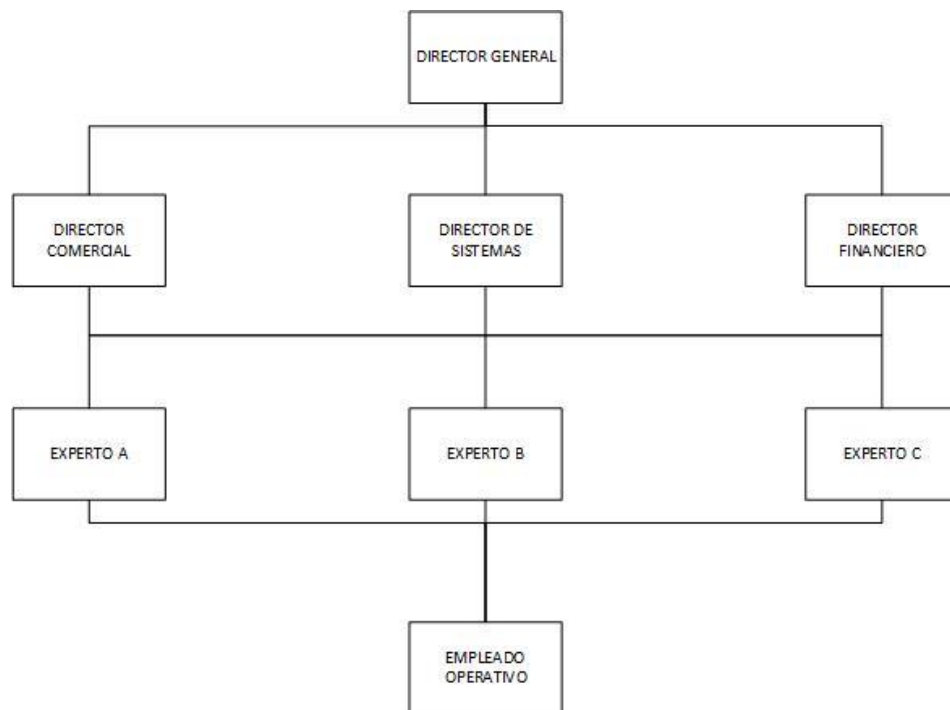 DIRECTOR GENERAL
DIRECTOR
COMERCIAL
DIRECTOR DE
SISTEMAS
DIRECTOR
FINANCIERO
EXPERTO A
EXPERTO B
EXPERTO C
EMPLEADO
OPERATIVO